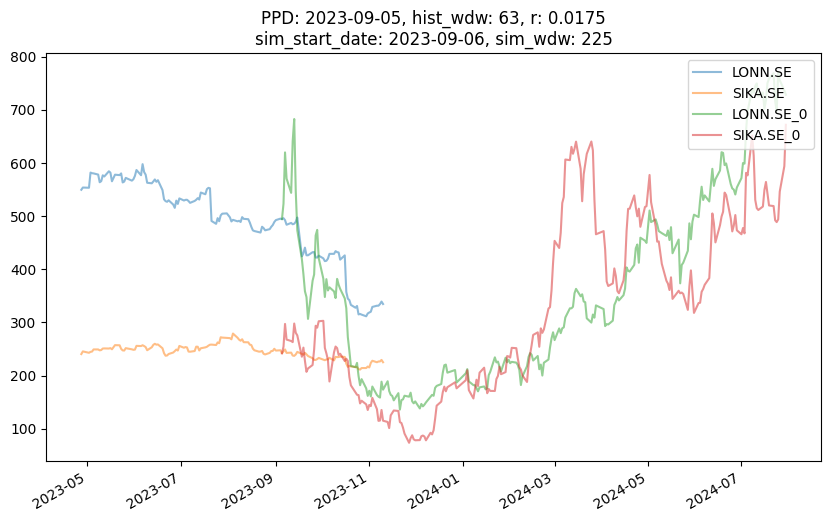 PPD: 2023-09-05, hist_wdw: 63, r: 0.0175
sim_start_date: 2023-09-06, sim_wdw: 225
800
700
600
500
400
300
200
100
LONN.SE
SIKA.SE
LONN.SE_0
SIKA.SE_0
2023-05
2023-07
2023-09
2023-11
2024-01
2024-03
2024-05
2024-07